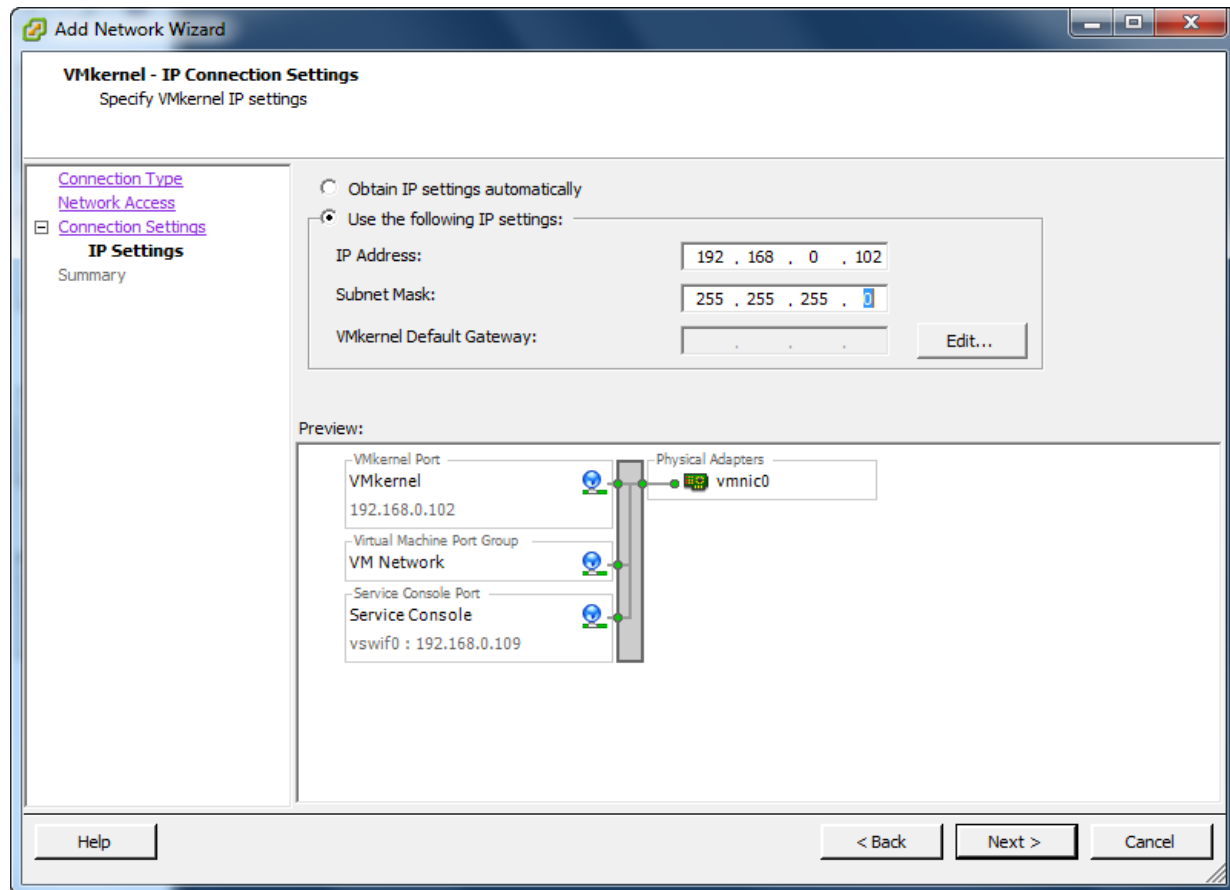 Add Network Wizard
VMkernel - IP Connection Settings
Specify VMkernel IP settings
Connection Type
Network Access
Connection Settings
IP Settings
Summary
Obtain IP settings automatically
Use the following IP settings:
IP Address: 192 . 168 . 0 . 102
Subnet Mask: 255 . 255 . 255 . 0
VMkernel Default Gateway: . . . Edit...
Preview:
VMkernel Port
VMkernel
192.168.0.102
Virtual Machine Port Group
VM Network
Service Console Port
Service Console
vswif0 : 192.168.0.109
Physical Adapters
vmnic0
Help < Back Next > Cancel